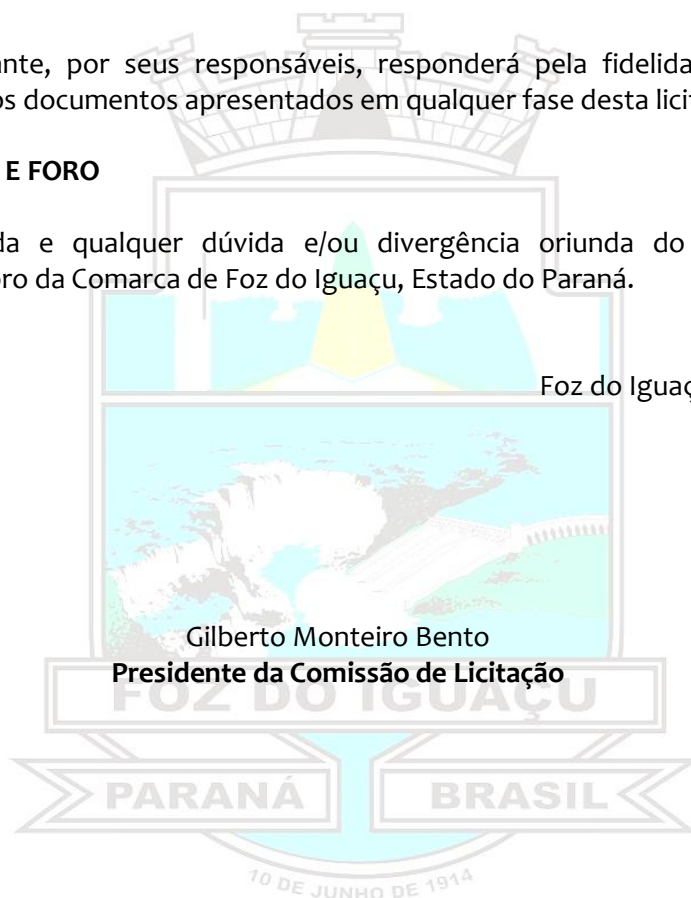 ante, por seus responsáveis, responderá pela fidelida
os documentos apresentados em qualquer fase desta lici
E FORO
da e qualquer dúvida e/ou divergência oriunda do
oro da Comarca de Foz do Iguaçu, Estado do Paraná.
Foz do Iguaç
Gilberto Monteiro Bento
Presidente da Comissão de Licitação
FOZ DO IGUAÇU
PARANÁ BRASIL
10 DE JUNHO DE 1914